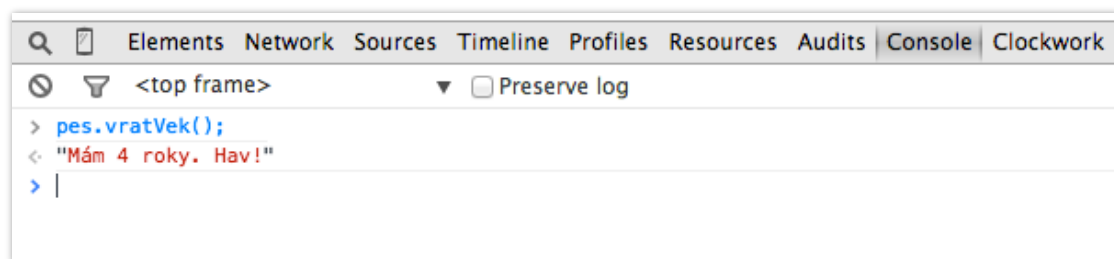 Elements Network Sources Timeline Profiles Resources Audits Console Clockwork
<top frame> ▼ Preserve log
> pes.vratVek();
"Mám 4 roky. Hav!"
>